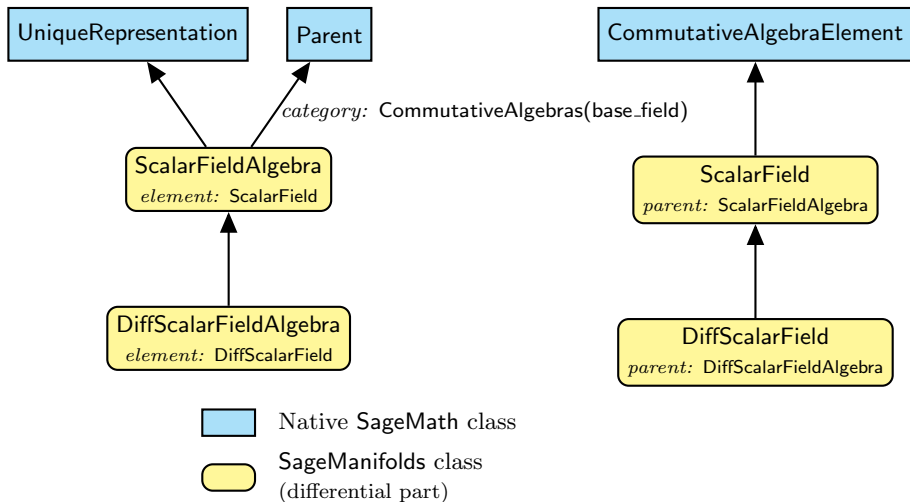 UniqueRepresentation
Parent
CommutativeAlgebraElement
category: CommutativeAlgebras(base_field)
ScalarFieldAlgebra
element: ScalarField
ScalarField
parent: ScalarFieldAlgebra
DiffScalarFieldAlgebra
element: DiffScalarField
DiffScalarField
parent: DiffScalarFieldAlgebra
Native SageMath class
SageManifolds class
(differential part)